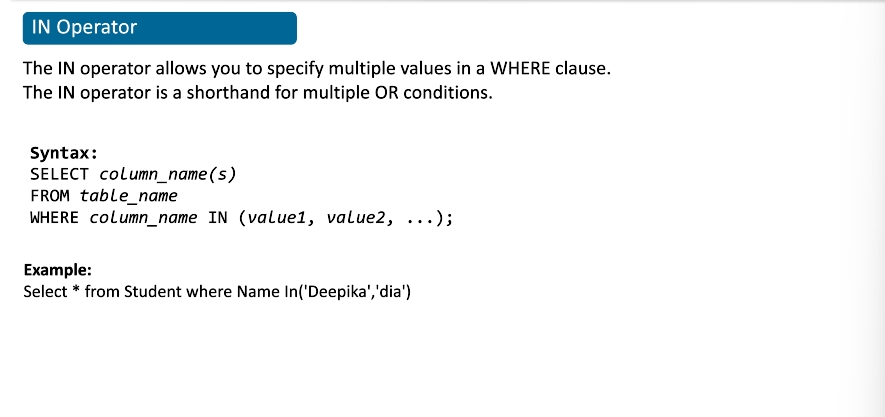 IN Operator
The IN operator allows you to specify multiple values in a WHERE clause.
The IN operator is a shorthand for multiple OR conditions.
Syntax:
SELECT column_name(s)
FROM table_name
WHERE column_name IN (value1, value2, ...);
Example:
Select * from Student where Name In('Deepika','dia')